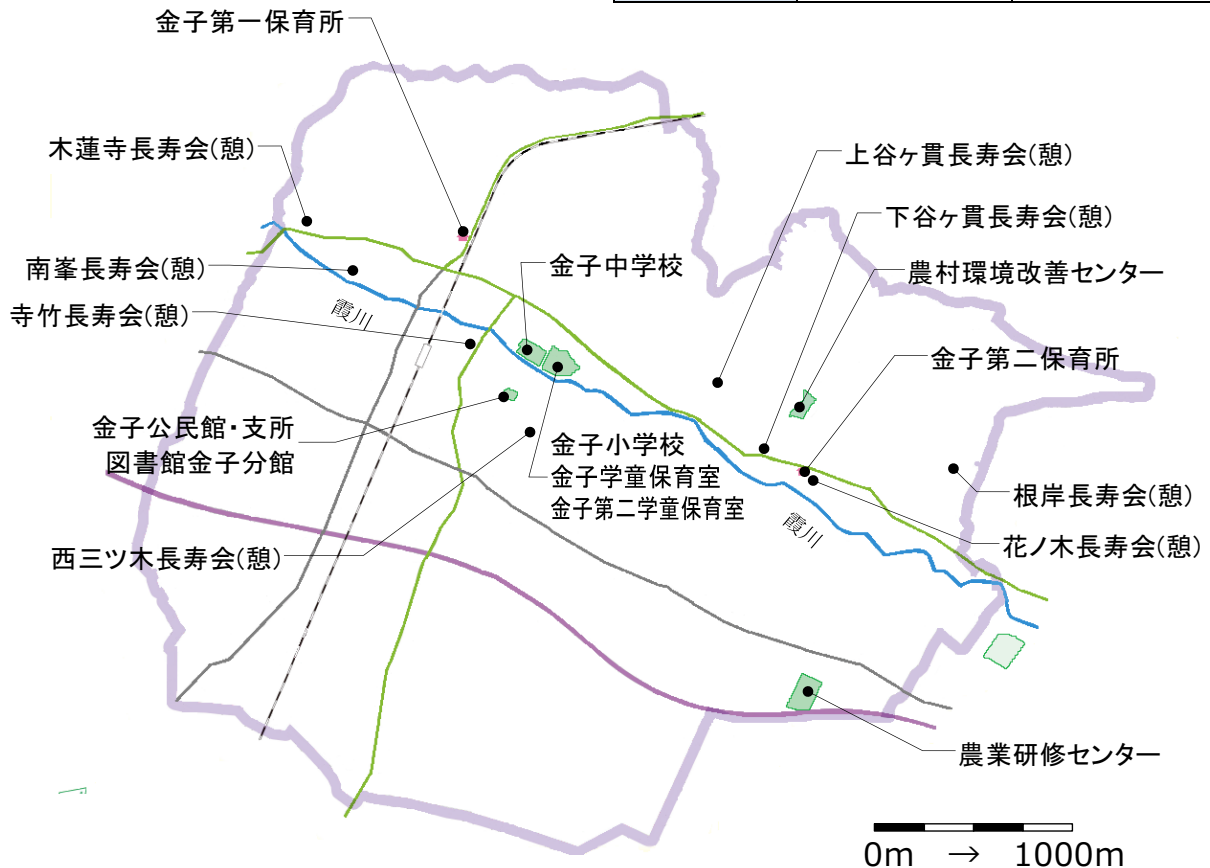 金子第一保育所
木蓮寺長寿会(憩)
上谷ヶ貫長寿会(憩)
下谷ヶ貫長寿会(憩)
南峯長寿会(憩)
金子中学校
農村環境改善センター
寺竹長寿会(憩)
霞川
金子第二保育所
金子公民館・支所
図書館金子分館
金子小学校
金子学童保育室
金子第二学童保育室
根岸長寿会(憩)
霞川
花ノ木長寿会(憩)
西三ツ木長寿会(憩)
農業研修センター
0m → 1000m